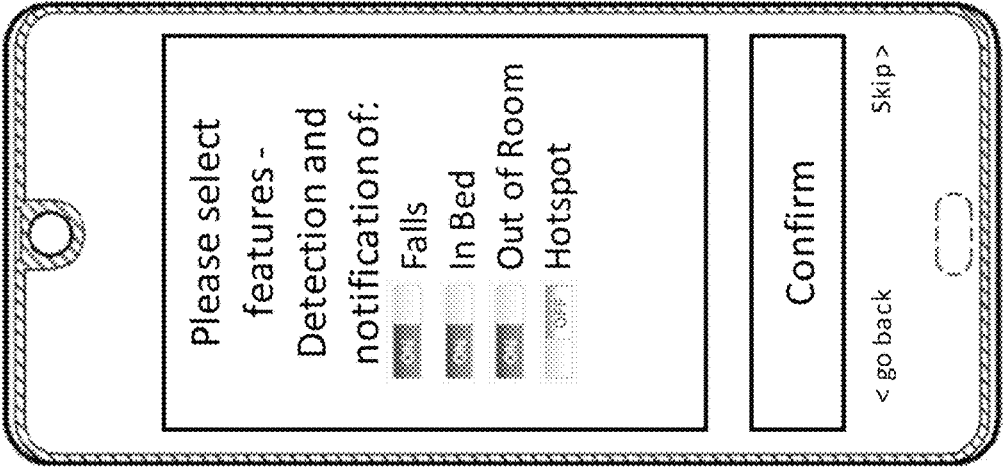 Please select
features -
Detection and
notification of:
Falls
In Bed
Out of Room
Hotspot
Confirm
< go back
Skip >